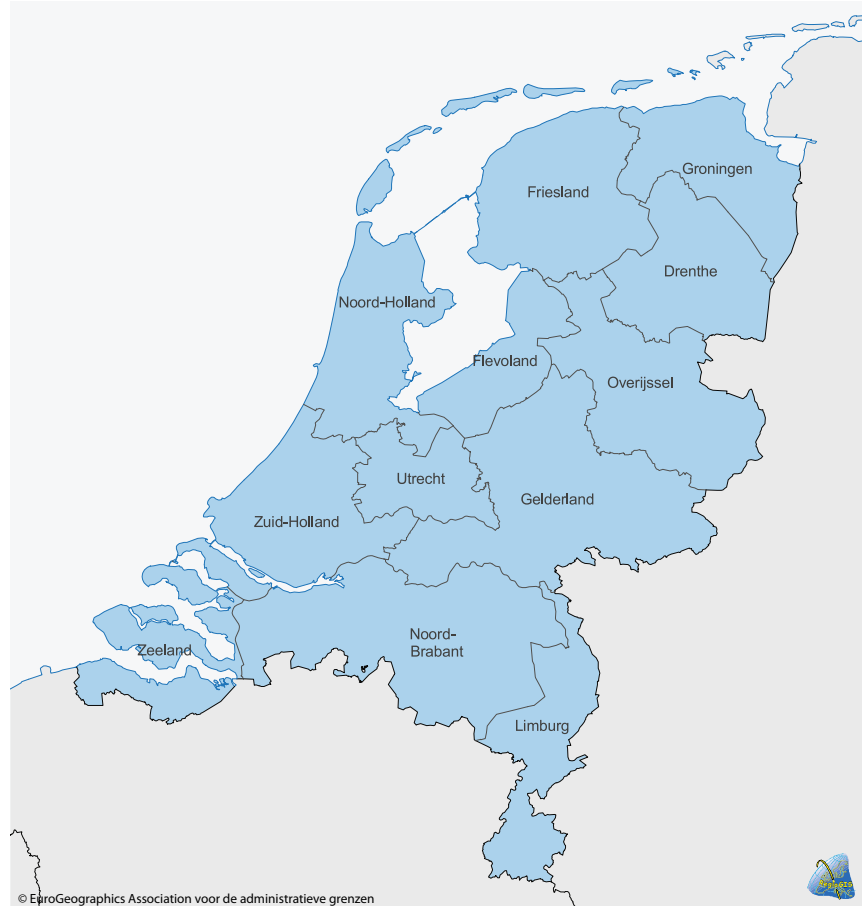 Groningen
Friesland
Drenthe
Noord-Holland
Flevoland
Overijssel
Utrecht
Gelderland
Zuid-Holland
Noord-
Brabant
Zeeland
Limburg
© EuroGeographics Association voor de administratieve grenzen